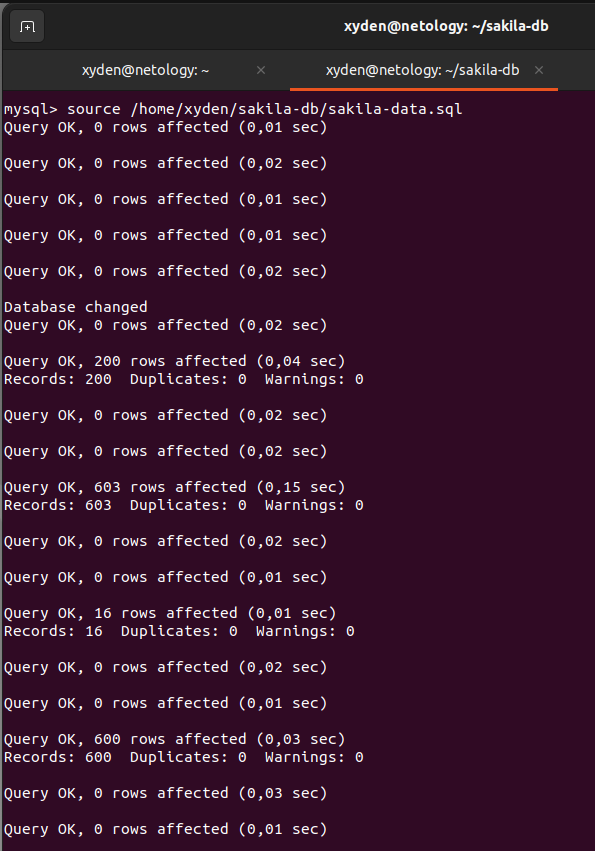 xyden@netology: ~/sakila-db
xyden@netology: ~ ×
xyden@netology: ~/sakila-db ×
mysql> source /home/xyden/sakila-db/sakila-data.sql
Query OK, 0 rows affected (0,01 sec)
Query OK, 0 rows affected (0,02 sec)
Query OK, 0 rows affected (0,01 sec)
Query OK, 0 rows affected (0,01 sec)
Query OK, 0 rows affected (0,02 sec)
Database changed
Query OK, 0 rows affected (0,02 sec)
Query OK, 200 rows affected (0,04 sec)
Records: 200  Duplicates: 0  Warnings: 0
Query OK, 0 rows affected (0,02 sec)
Query OK, 0 rows affected (0,02 sec)
Query OK, 603 rows affected (0,15 sec)
Records: 603  Duplicates: 0  Warnings: 0
Query OK, 0 rows affected (0,02 sec)
Query OK, 0 rows affected (0,01 sec)
Query OK, 16 rows affected (0,01 sec)
Records: 16  Duplicates: 0  Warnings: 0
Query OK, 0 rows affected (0,02 sec)
Query OK, 0 rows affected (0,01 sec)
Query OK, 600 rows affected (0,03 sec)
Records: 600  Duplicates: 0  Warnings: 0
Query OK, 0 rows affected (0,03 sec)
Query OK, 0 rows affected (0,01 sec)